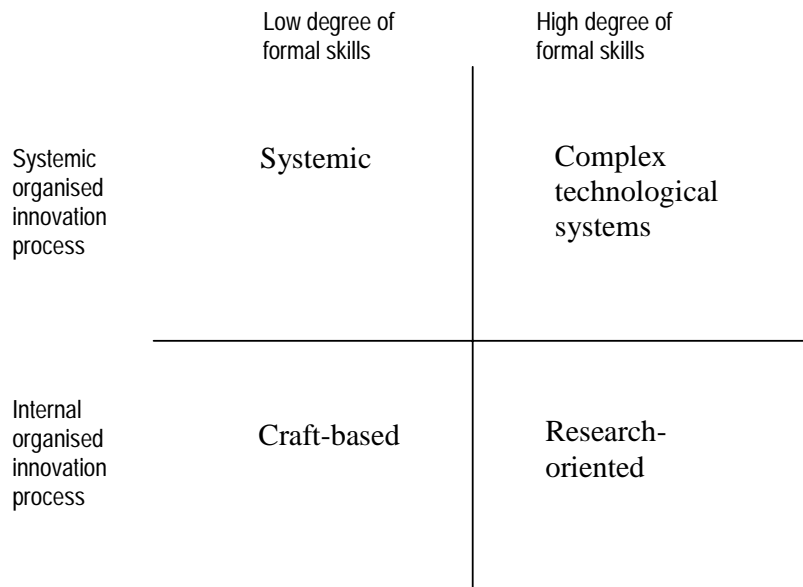 Low degree of
formal skills
High degree of
formal skills
Systemic
organised
innovation
process
Systemic
Complex
technological
systems
Internal
organised
innovation
process
Craft-based
Research-
oriented